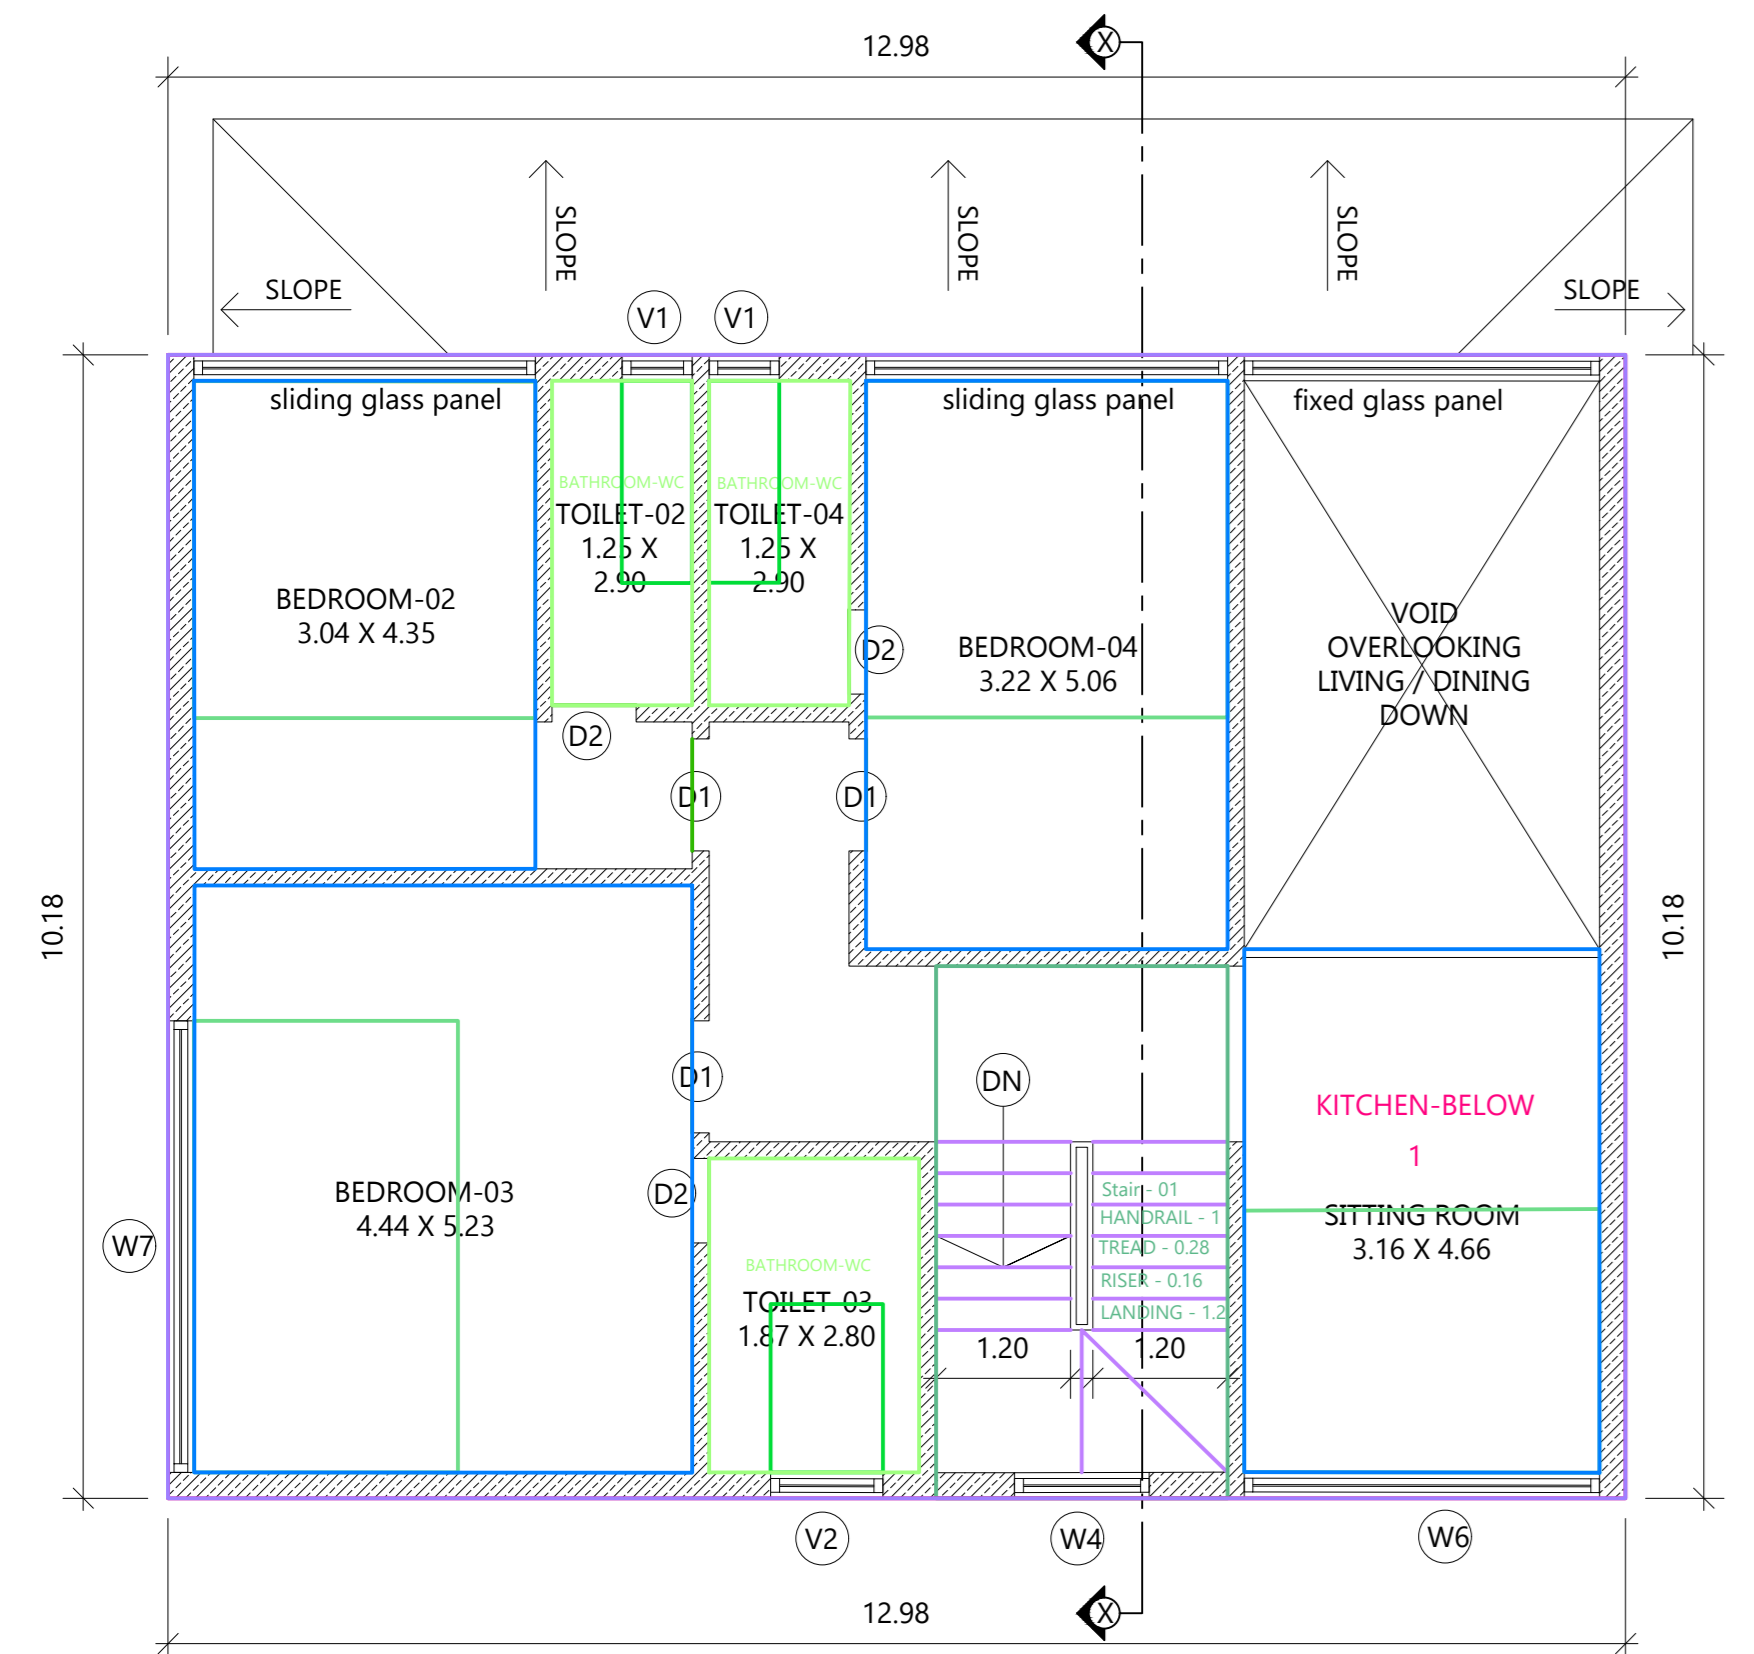 12.98
X
SLOPE
SLOPE
SLOPE
SLOPE
SLOPE
V1
V1
sliding glass panel
sliding glass panel
fixed glass panel
BATHROOM-WC
TOILET-02
1.25 X
2.90
BATHROOM-WC
TOILET-04
1.25 X
2.90
BEDROOM-02
3.04 X 4.35
D2
BEDROOM-04
3.22 X 5.06
VOID
OVERLOOKING
LIVING / DINING
DOWN
D2
D1
D1
10.18
10.18
D1
DN
KITCHEN-BELOW
1
BEDROOM-03
4.44 X 5.23
D2
Stair - 01
HANDRAIL - 1
TREAD - 0.28
RISER - 0.16
LANDING - 1.2
SITTING ROOM
3.16 X 4.66
W7
BATHROOM-WC
TOILET-03
1.87 X 2.80
1.20
1.20
V2
W4
W6
12.98
X